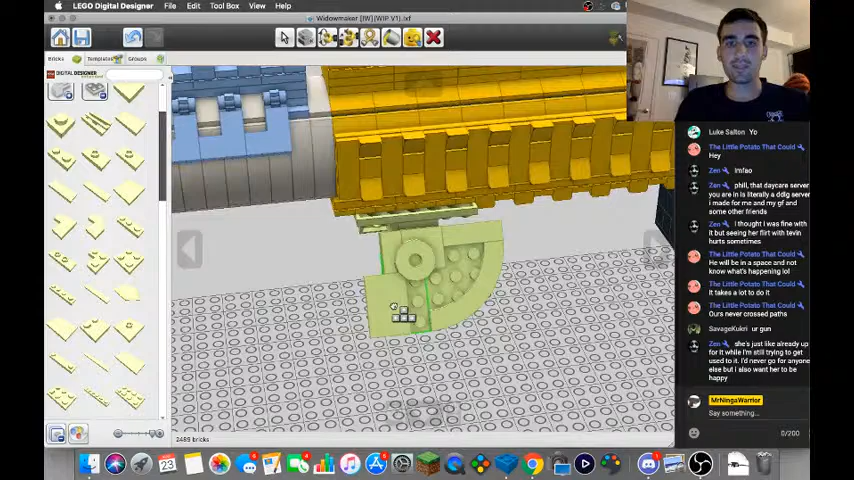 LEGO Digital Designer File Edit Tool Box View Help
Widowmaker [IW](WIP V1).lxf
Bricks Templates Groups
DIGITAL DESIGNER
2489 bricks
Luke Salton Yo
The Little Potato That Could
Hey
Zen lmfao
Zen
phill, that daycare server
you are in is literally a ddlg server
i made for me and my gf and
some other friends
Zen I thought i was fine with
it but seeing her flirt with tevin
hurts sometimes
The Little Potato That Could
He will be in a space and not
know what's happening lol
The Little Potato That Could
It takes a lot to do it
The Little Potato That Could
Ours never crossed paths
SavageKukri ur gun
Zen she's just like already up
for it while I'm still trying to get
used to it. I'd never go for anyone
else but i also want her to be
happy
MrNingaWarrior
Say something...
0/200